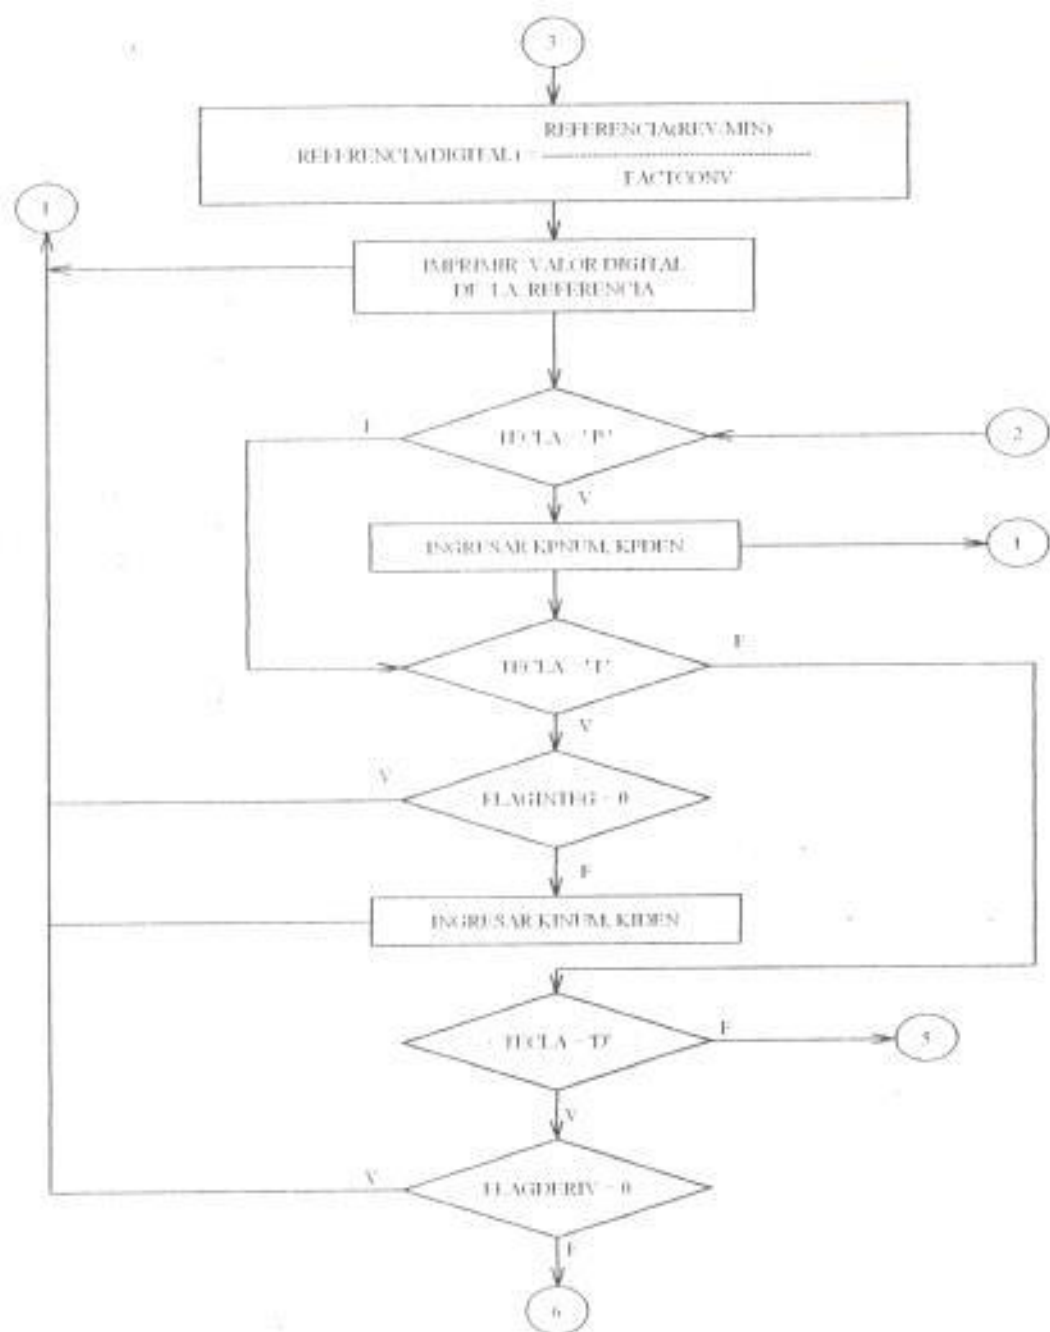 3
REFERENCIA(REV/MIN)
REFERENCIA(DIGITAL) = ------------------------
FACTCONV
1
IMPRIMIR VALOR DIGITAL
DE LA REFERENCIA
F
TECLA = 'P'
2
V
INGRESAR KPNUM, KPDEN
1
TECLA = 'I'
F
V
V
FLAGINTEG = 0
F
INGRESAR KINUM, KIDEN
TECLA = 'D'
F
5
V
V
FLAGDERIV = 0
F
6